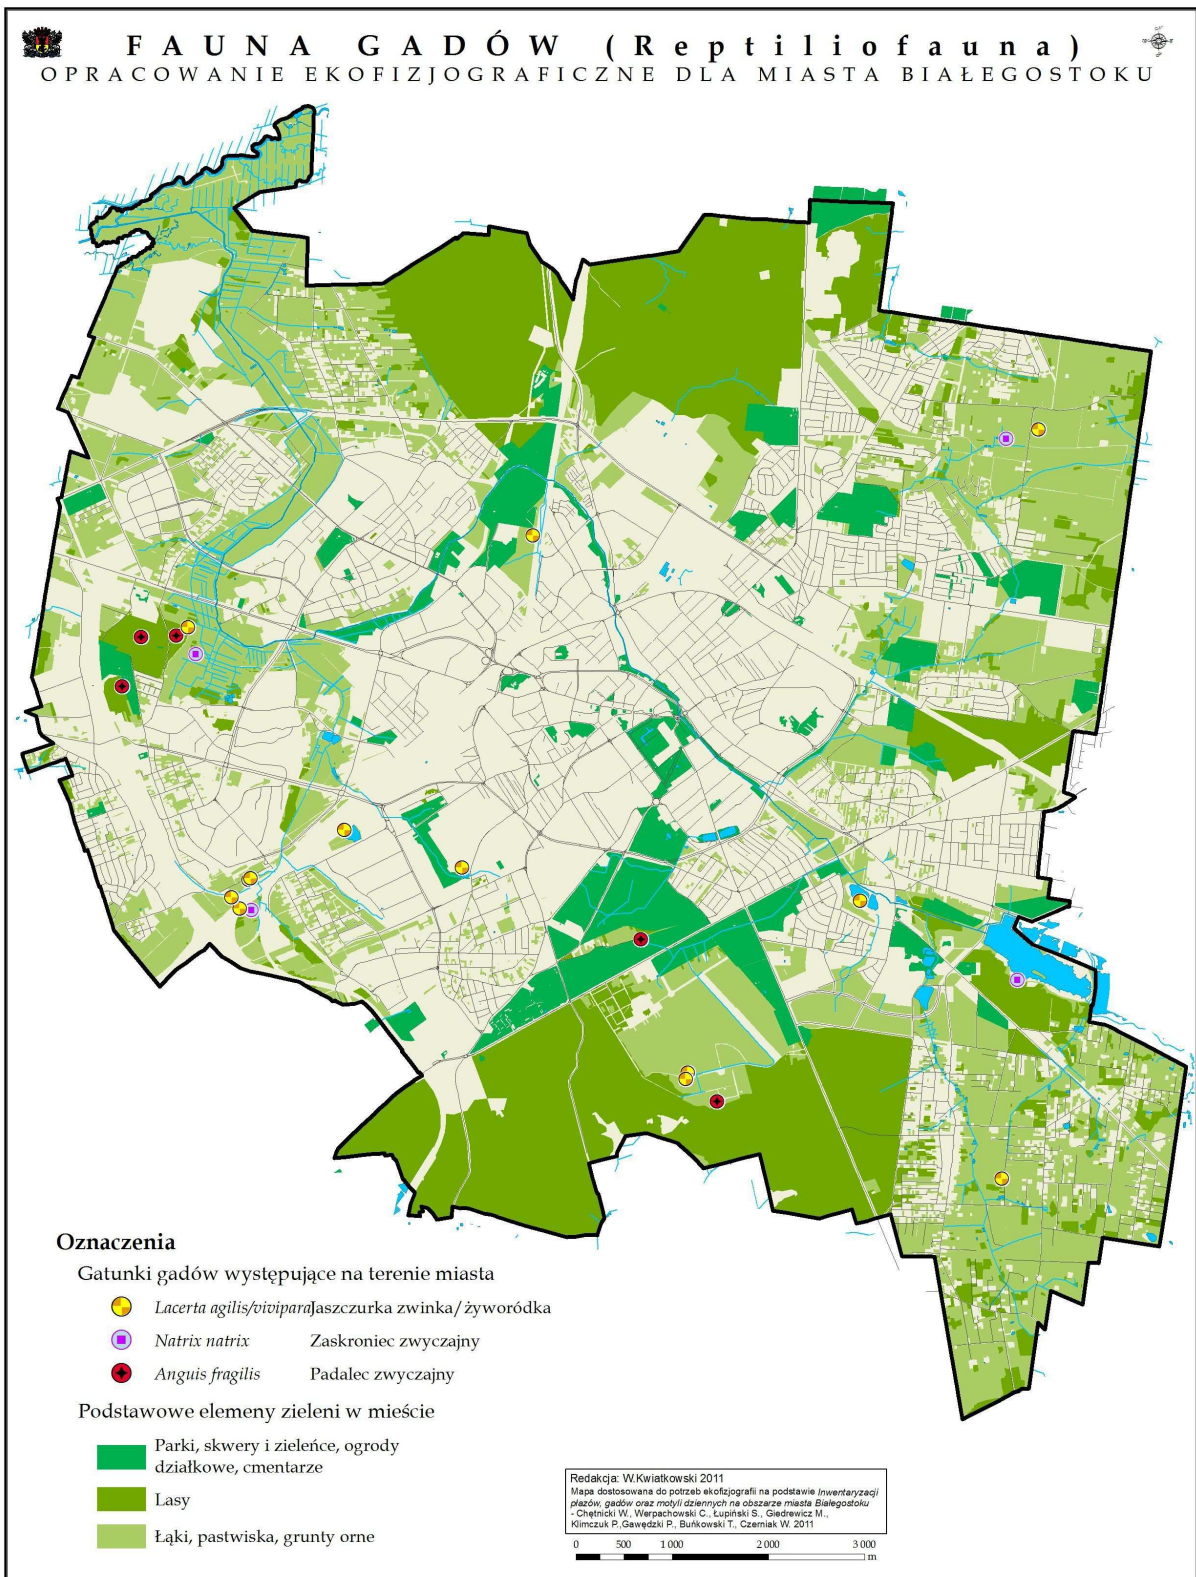 FAUNA GADÓW (Reptiliofauna)
OPRACOWANIE EKOFIZJOGRAFICZNE DLA MIASTA BIAŁEGOSTOKU
Oznaczenia
Gatunki gadów występujące na terenie miasta
Lacerta agilis/vivipara Jaszczurka zwinka/żyworódka
Natrix natrix Zaskroniec zwyczajny
Anguis fragilis Padalec zwyczajny
Podstawowe elemeny zieleni w mieście
Parki, skwery i zieleńce, ogrody
działkowe, cmentarze
Lasy
Łąki, pastwiska, grunty orne
Redakcja: W.Kwiatkowski 2011
Mapa dostosowana do potrzeb ekofizjografii na podstawie Inwentaryzacji
płazów, gadów oraz motyli dziennych na obszarze miasta Białegostoku
- Chętnicki W., Werpachowski C., Łupiński S., Giedrewicz M.,
Klimczuk P.,Gawędzki P., Buńkowski T., Czerniak W. 2011
0 500 1 000 2 000 3 000
m